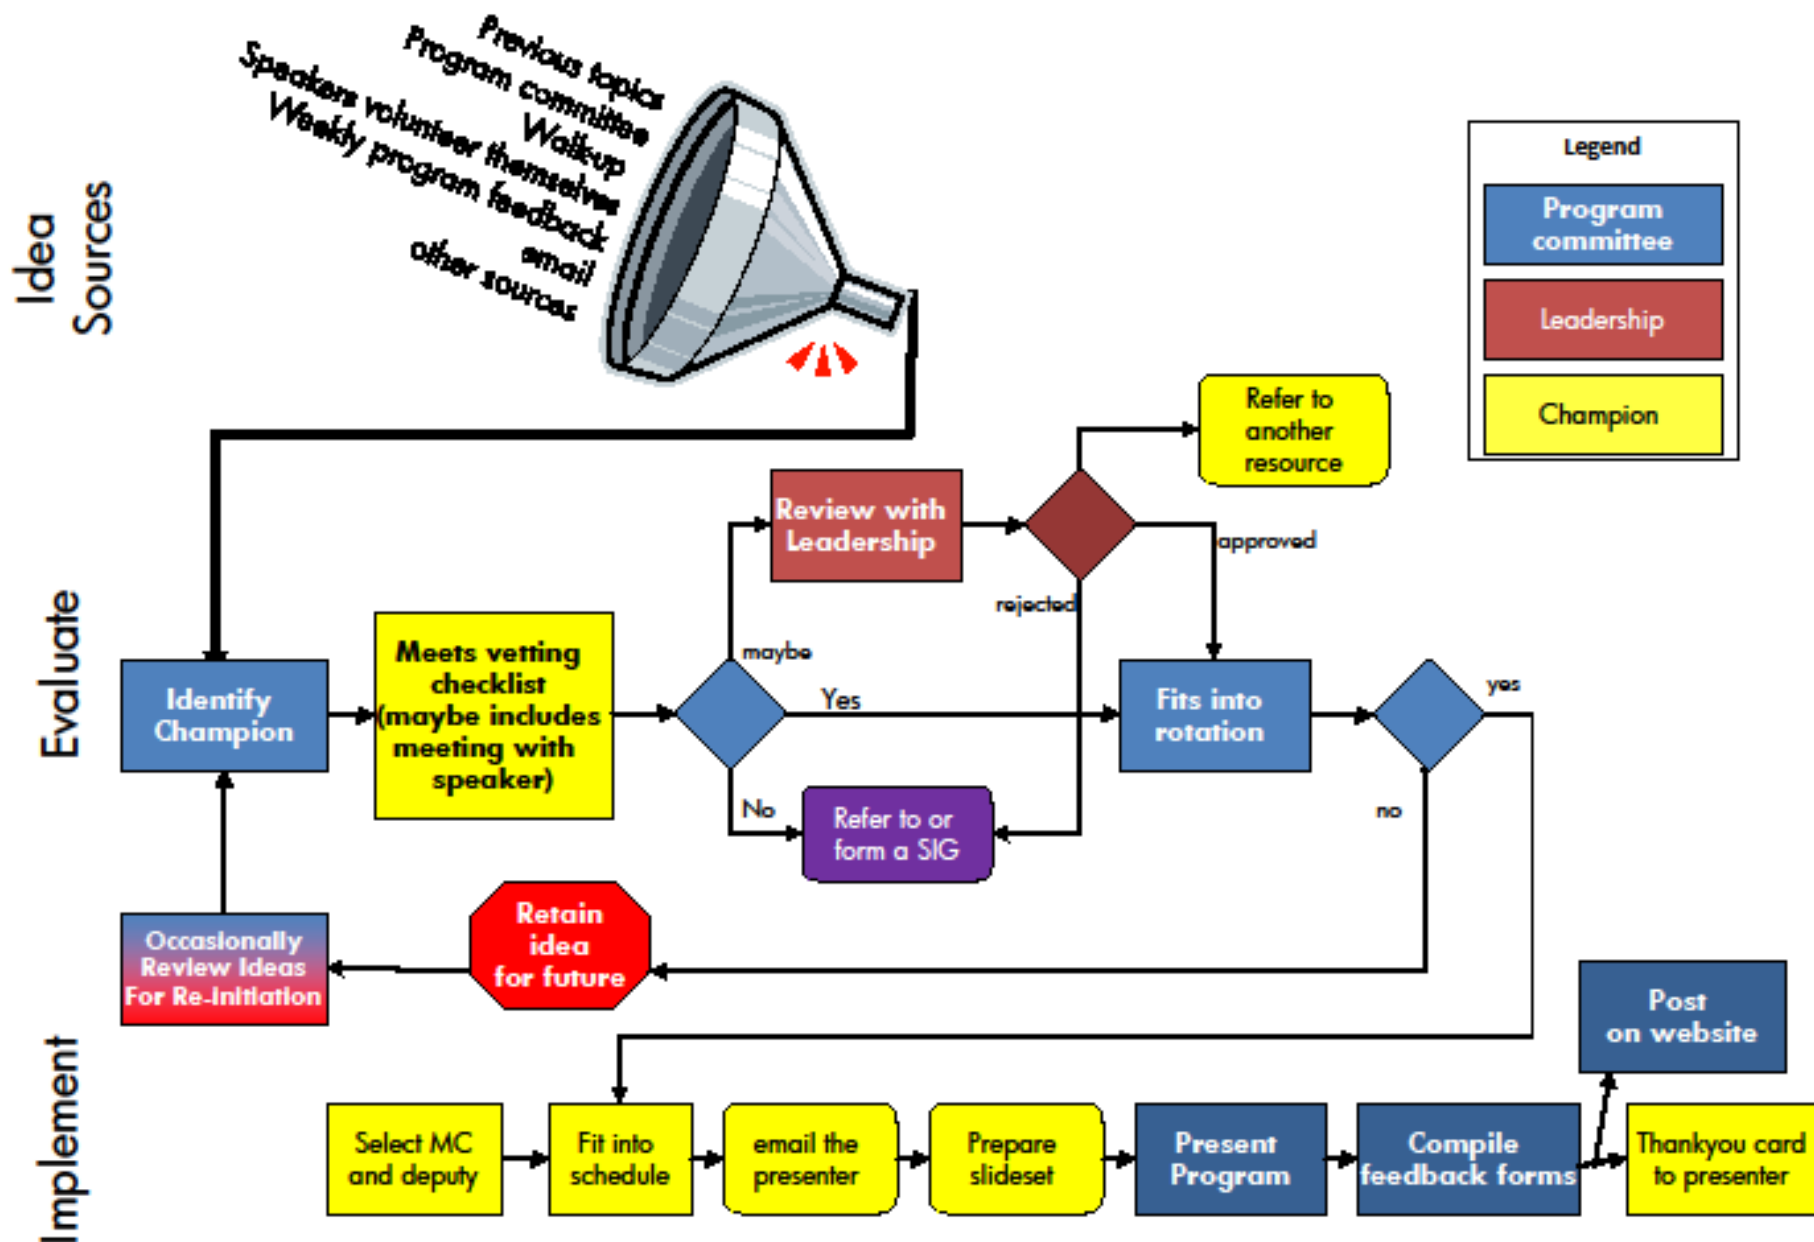 Previous topics
Program committee
Walk-up
Speakers volunteer themselves
Weekly program feedback
email
other sources
Idea
Sources
Legend
Program
committee
Leadership
Champion
Refer to
another
resource
Review with
Leadership
approved
rejected
Evaluate
maybe
Meets vetting
checklist
(maybe includes
meeting with
speaker)
Identify
Champion
Yes
Fits into
rotation
yes
No
Refer to or
form a SIG
no
Retain
idea
for future
Occasionally
Review Ideas
For Re-Initiation
Post
on website
Implement
Select MC
and deputy
Fit into
schedule
email the
presenter
Prepare
slideset
Present
Program
Compile
feedback forms
Thankyou card
to presenter